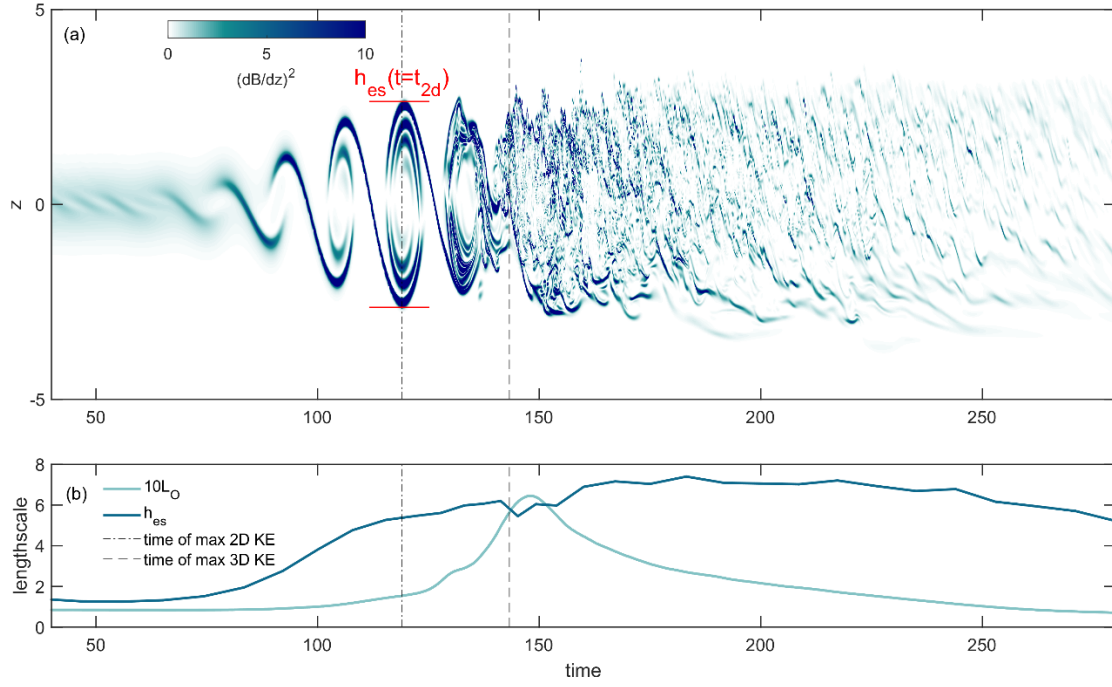 5
(a)
0 5 10
(dB/dz)²
h_es(t=t_2d)
z
0
-5
50 100 150 200 250
8
(b)
10L_O
6
h_es
lengthscale
4
time of max 2D KE
time of max 3D KE
2
0
50 100 150 200 250
time